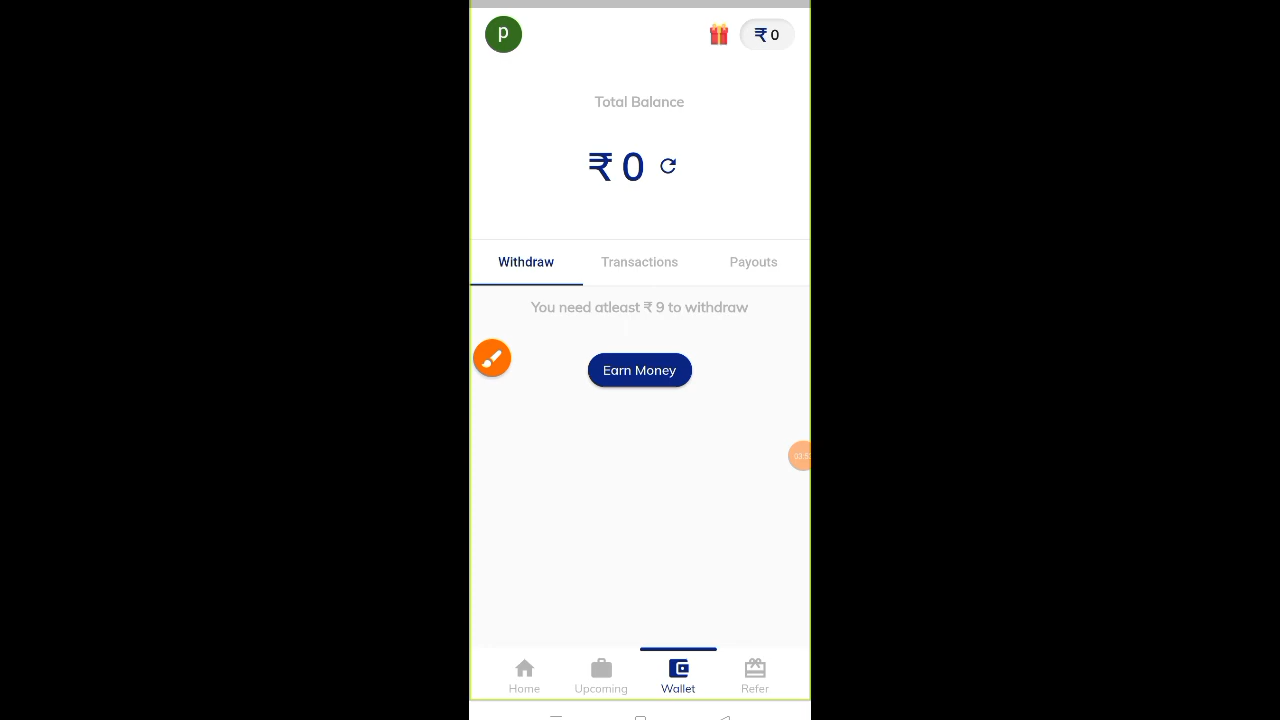 p
₹ 0
Total Balance
₹ 0
Withdraw Transactions Payouts
You need atleast ₹ 9 to withdraw
Earn Money
Home Upcoming Wallet Refer